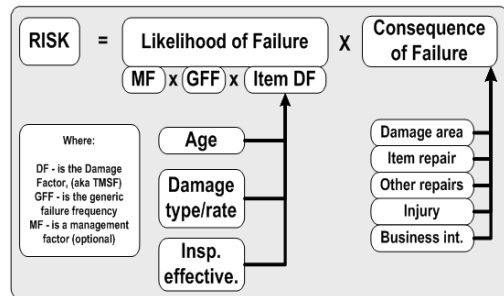 RISK = Likelihood of Failure X Consequence of Failure
MF x GFF x Item DF
Where:
DF - is the Damage
Factor, (aka TMSF)
GFF - is the generic
failure frequency
MF - is a management
factor (optional)
Age
Damage
type/rate
Insp.
effective.
Damage area
Item repair
Other repairs
Injury
Business int.